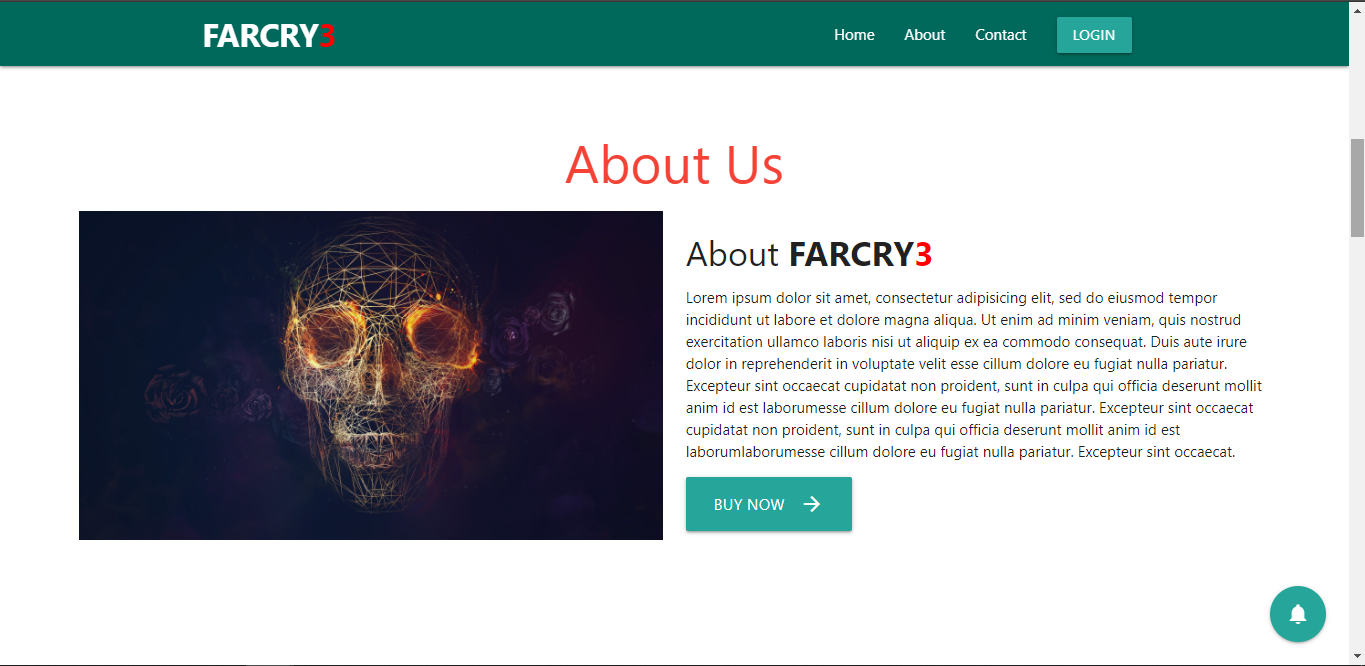 FARCRY3
Home
About
Contact
LOGIN
About Us
About FARCRY3
Lorem ipsum dolor sit amet, consectetur adipisicing elit, sed do eiusmod tempor
incididunt ut labore et dolore magna aliqua. Ut enim ad minim veniam, quis nostrud
exercitation ullamco laboris nisi ut aliquip ex ea commodo consequat. Duis aute irure
dolor in reprehenderit in voluptate velit esse cillum dolore eu fugiat nulla pariatur.
Excepteur sint occaecat cupidatat non proident, sunt in culpa qui officia deserunt mollit
anim id est laborumesse cillum dolore eu fugiat nulla pariatur. Excepteur sint occaecat
cupidatat non proident, sunt in culpa qui officia deserunt mollit anim id est
laborumlaborumesse cillum dolore eu fugiat nulla pariatur. Excepteur sint occaecat.
BUY NOW